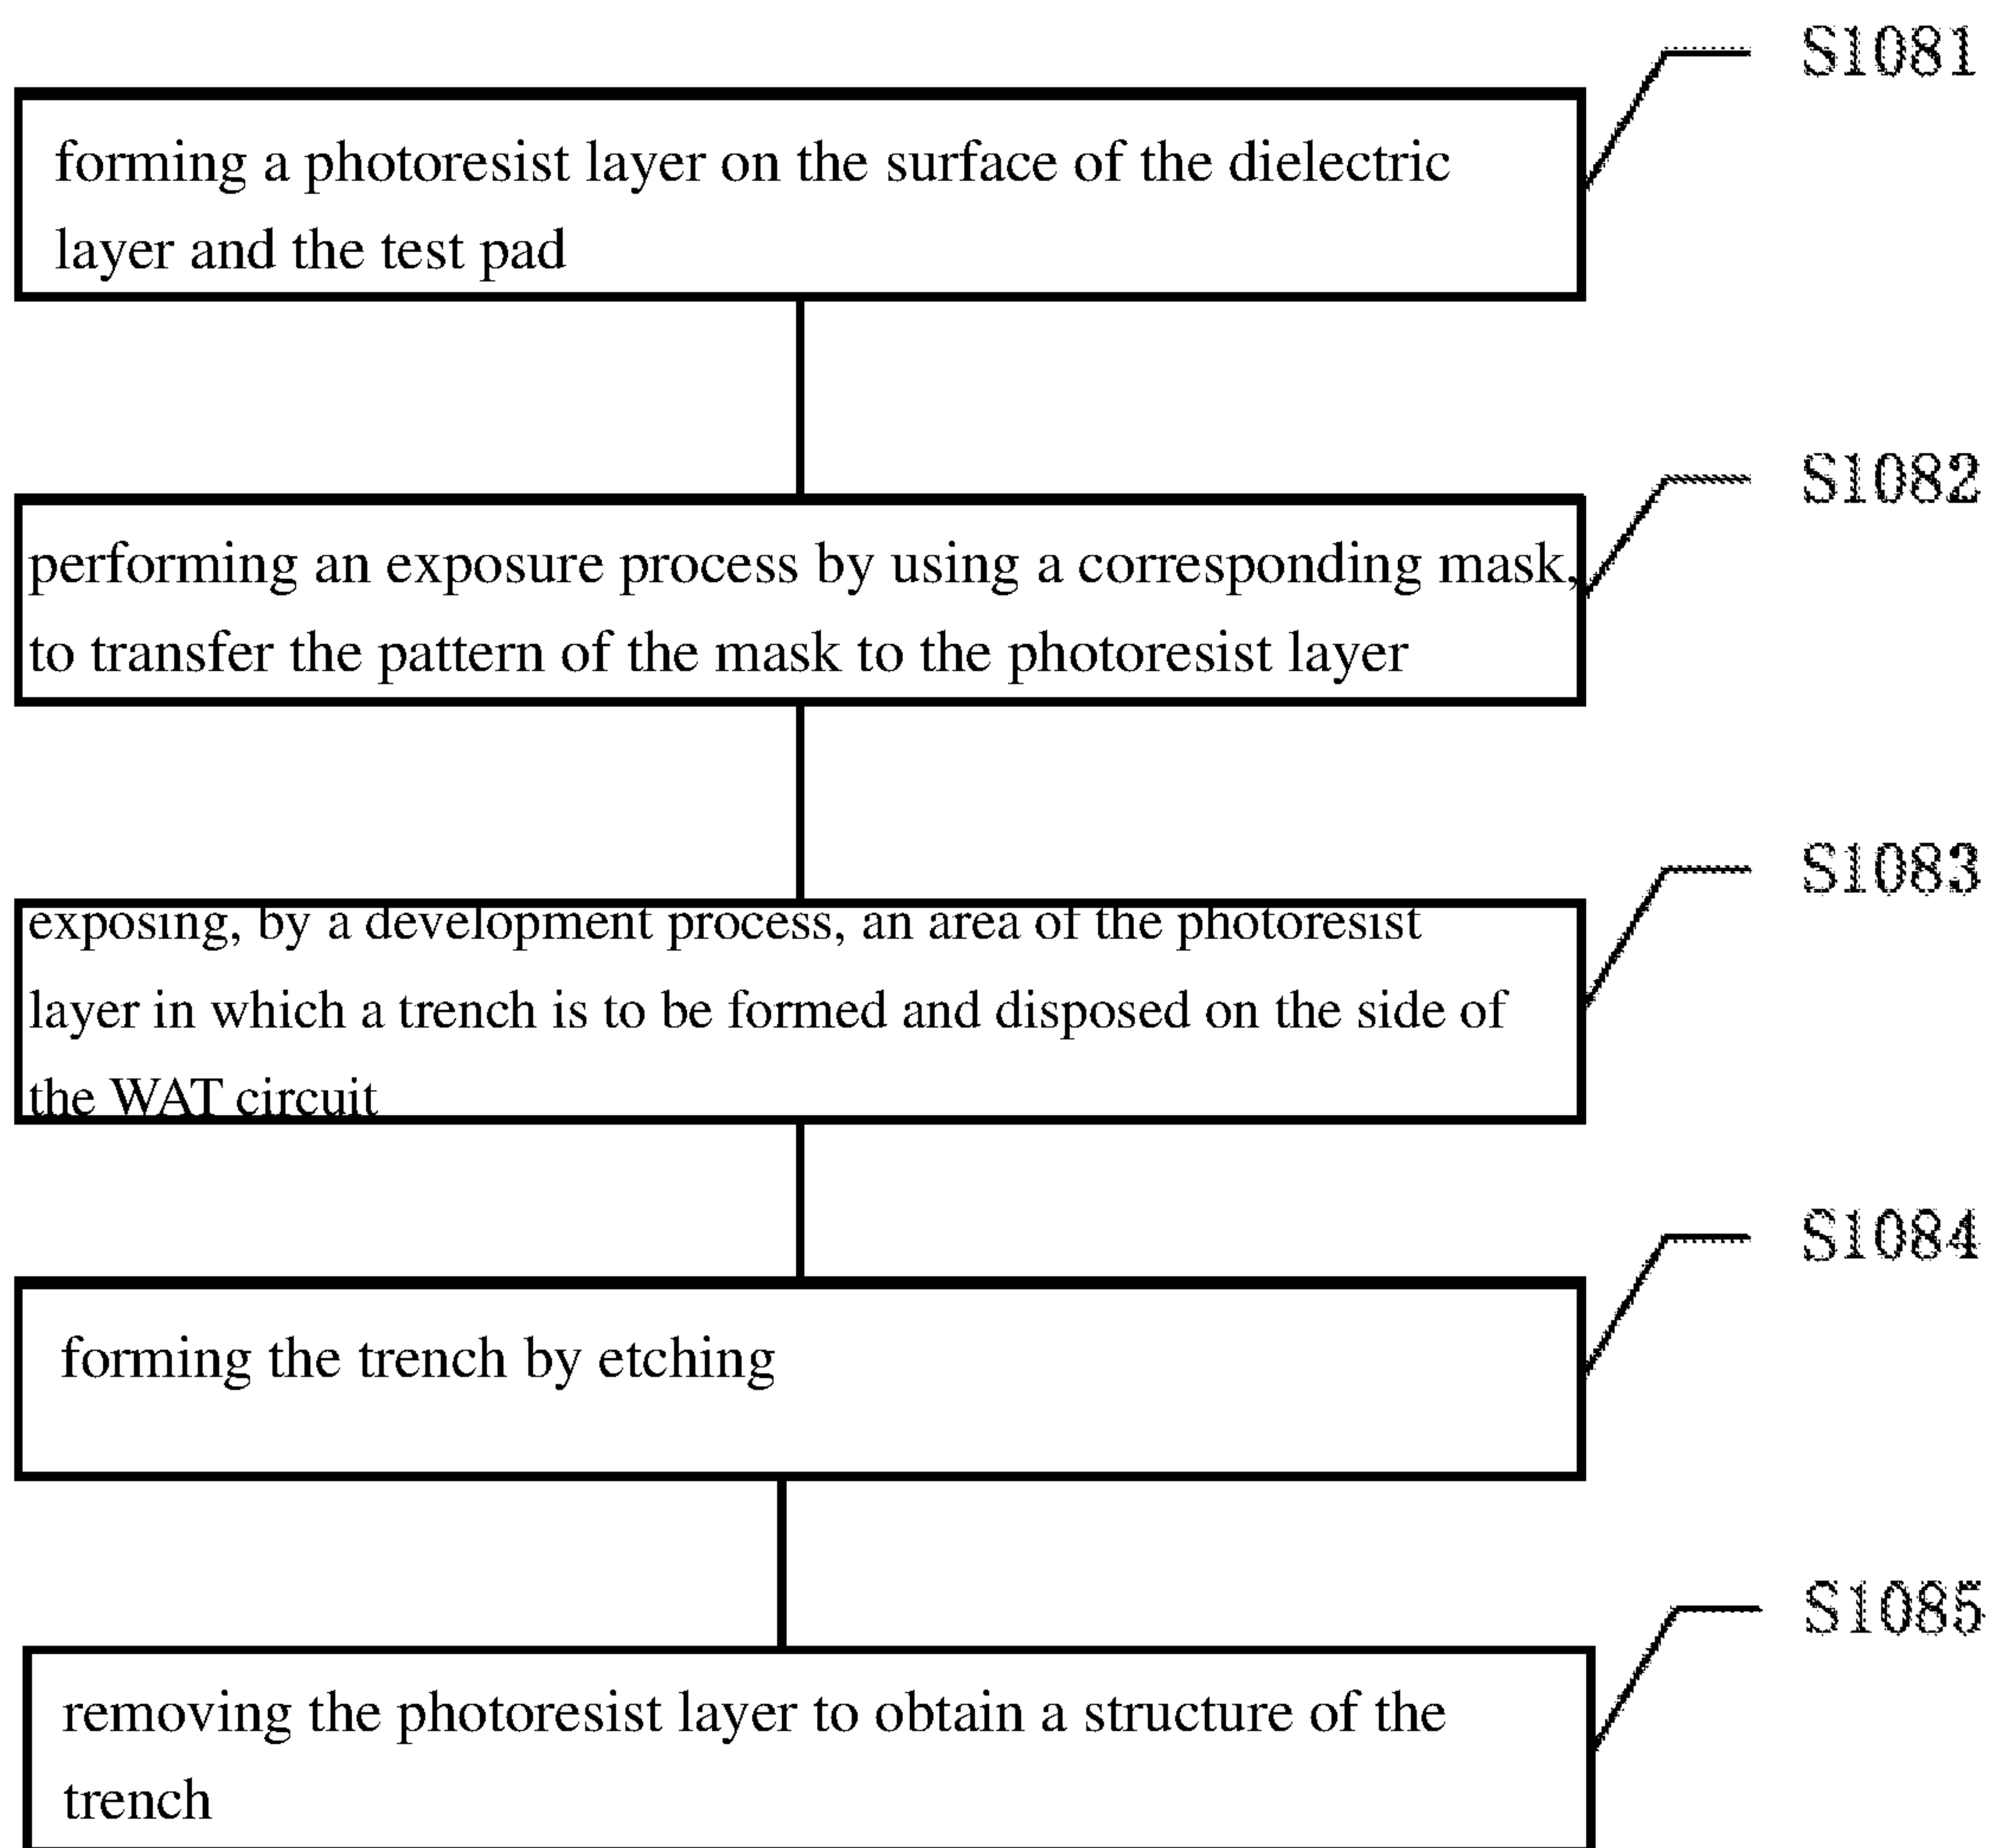 S1081
forming a photoresist layer on the surface of the dielectric
layer and the test pad
S1082
performing an exposure process by using a corresponding mask,
to transfer the pattern of the mask to the photoresist layer
S1083
exposing, by a development process, an area of the photoresist
layer in which a trench is to be formed and disposed on the side of
the WAT circuit
S1084
forming the trench by etching
S1085
removing the photoresist layer to obtain a structure of the
trench